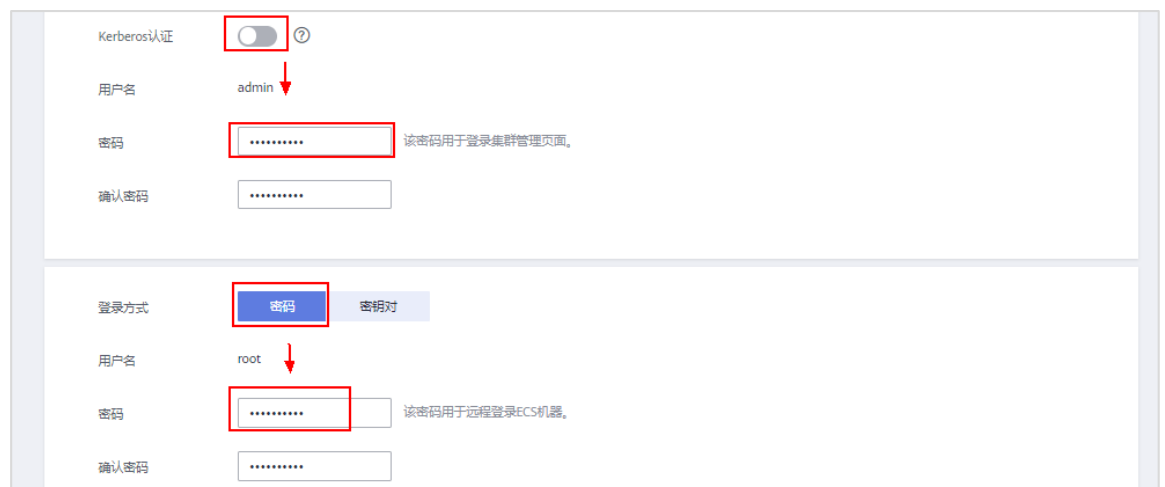 Kerberos认证 ?
用户名 admin
密码 •••••••••• 该密码用于登录集群管理页面。
确认密码 ••••••••••
登录方式 密码 密钥对
用户名 root
密码 •••••••••• 该密码用于远程登录ECS机器。
确认密码 ••••••••••